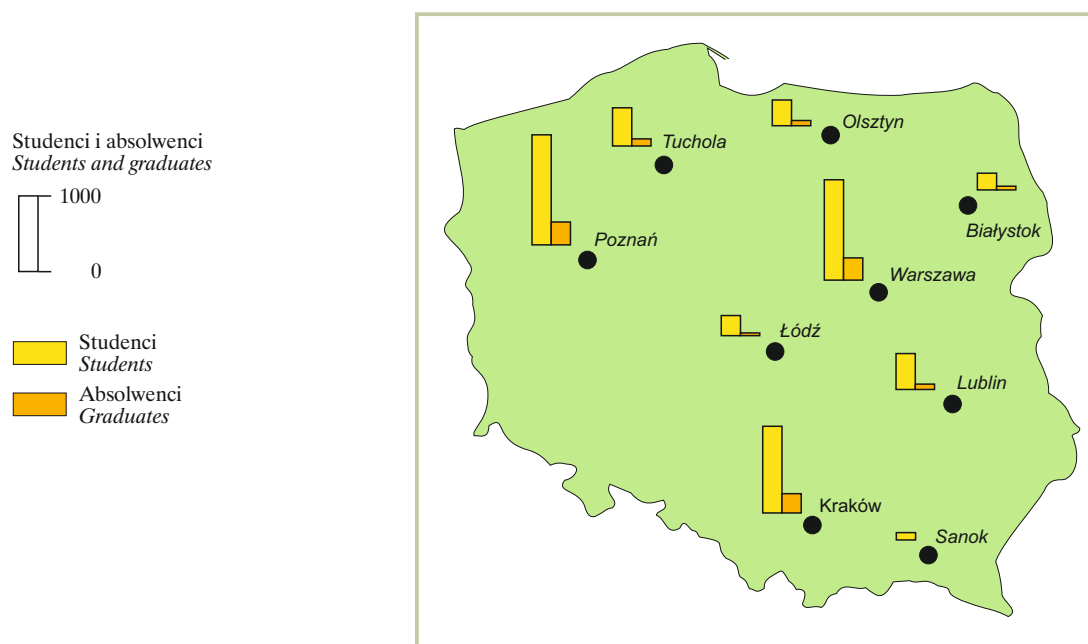 Studenci i absolwenci
Students and graduates
1000
0
Studenci
Students
Absolwenci
Graduates
Olsztyn
Tuchola
Białystok
Poznań
Warszawa
Łódź
Lublin
Kraków
Sanok